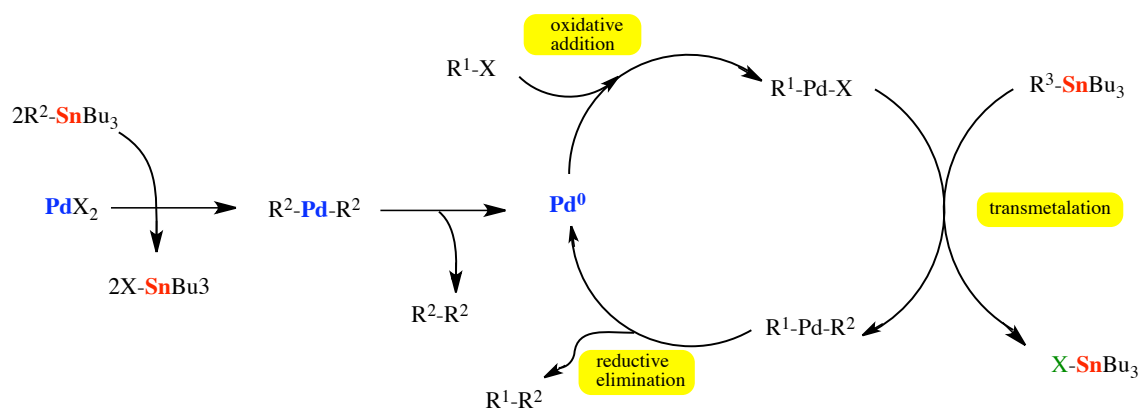 oxidative
addition
R¹-X
R¹-Pd-X
R³-SnBu₃
2R²-SnBu₃
PdX₂
R²-Pd-R²
Pd⁰
transmetalation
2X-SnBu3
R²-R²
R¹-Pd-R²
reductive
elimination
X-SnBu₃
R¹-R²